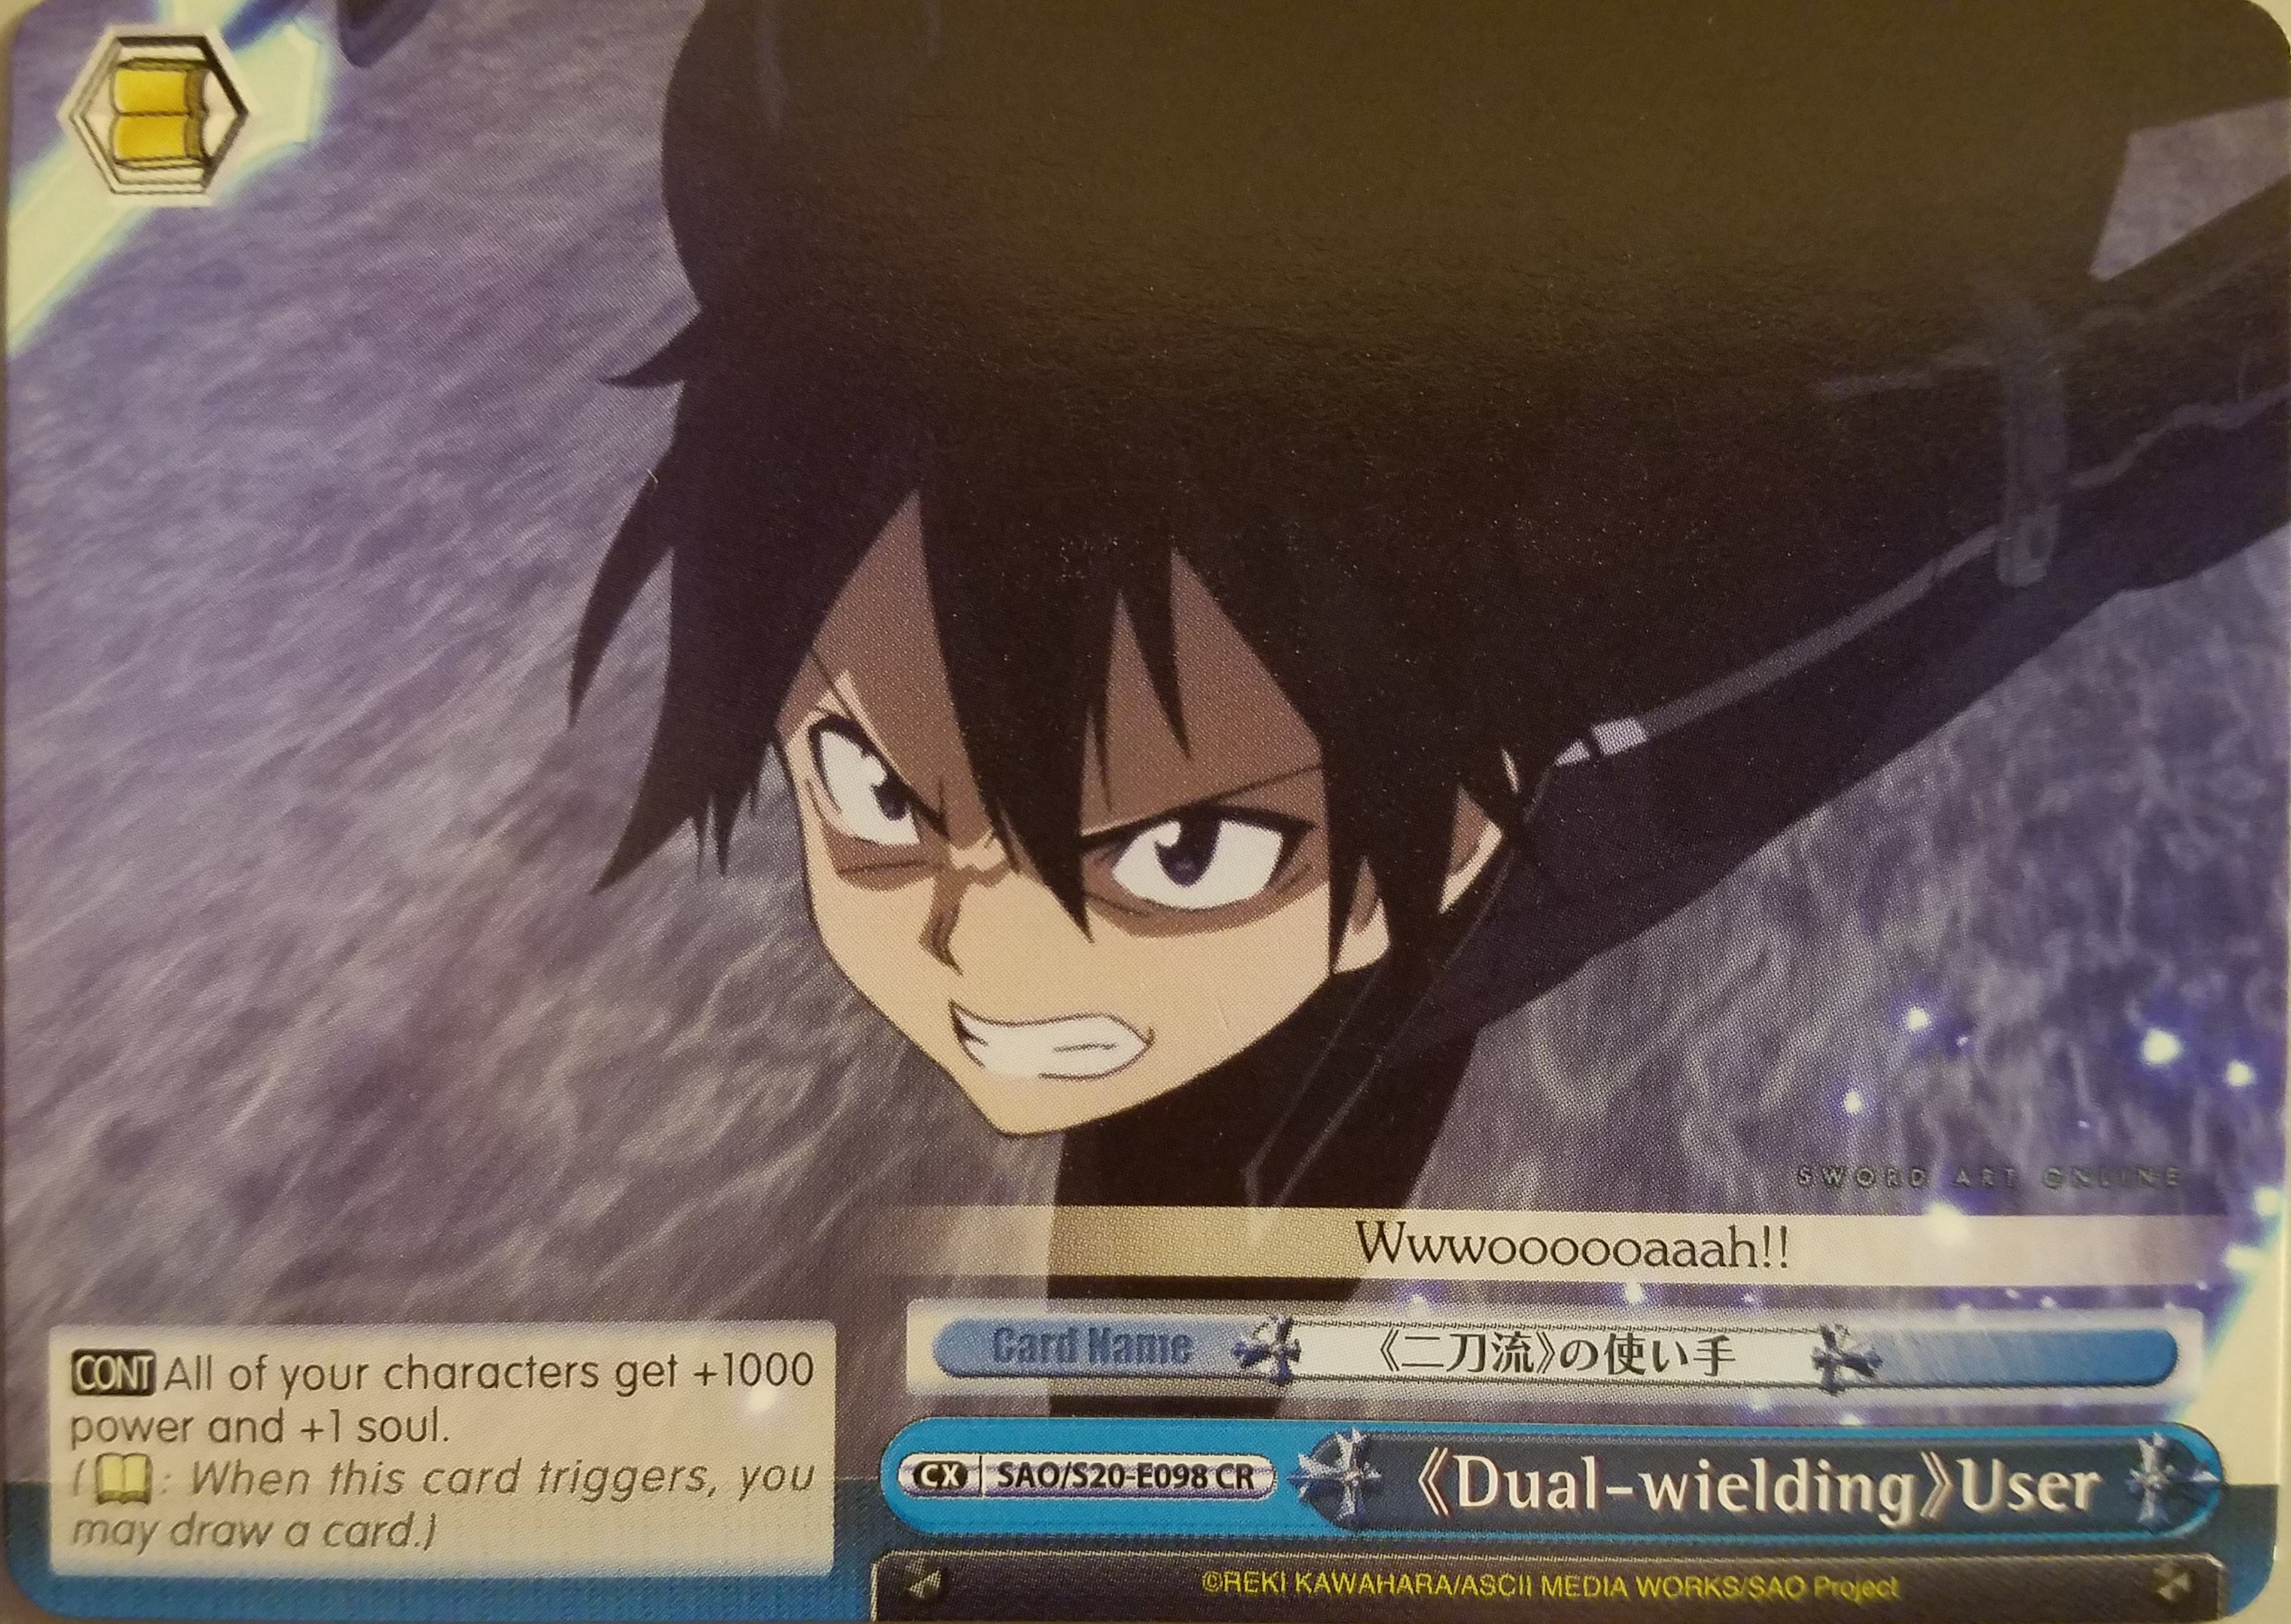 SWORD ART ONLINE
Wwwoooooaaah!!
Card Name 《二刀流》の使い手
CONT All of your characters get +1000
power and +1 soul.
( : When this card triggers, you
may draw a card.)
CX SAO/S20-E098 CR 《Dual-wielding》User
©REKI KAWAHARA/ASCII MEDIA WORKS/SAO Project